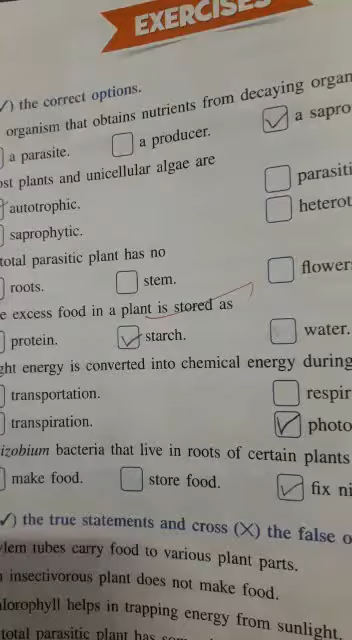 EXERCISES
) the correct options.
organism that obtains nutrients from decaying organ
a parasite.
a producer.
a sapro
st plants and unicellular algae are
autotrophic.
parasiti
saprophytic.
heterot
total parasitic plant has no
roots.
stem.
flower
e excess food in a plant is stored as
protein.
starch.
water.
ght energy is converted into chemical energy during
transportation.
respir
transpiration.
photo
izobium bacteria that live in roots of certain plants
make food.
store food.
fix ni
✓) the true statements and cross (X) the false o
lem tubes carry food to various plant parts.
insectivorous plant does not make food.
lorophyll helps in trapping energy from sunlight.
total parasitic plant has